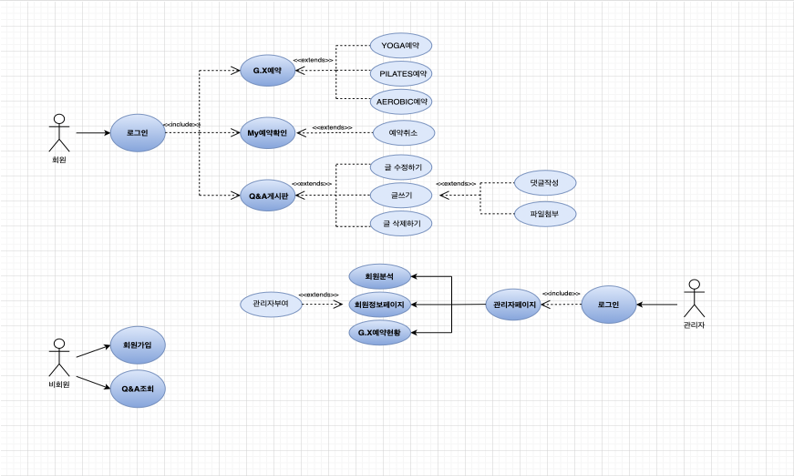 YOGA예약
<<extends>>
G.X예약
PILATES예약
AEROBIC예약
<<include>>
로그인
My예약확인
<<extends>>
예약취소
회원
글 수정하기
<<extends>>
<<extends>>
댓글작성
Q&A게시판
글쓰기
파일첨부
글 삭제하기
회원분석
관리자부여
<<extends>>
회원정보페이지
관리자페이지
<<include>>
로그인
관리자
G.X예약현황
회원가입
비회원
Q&A조회